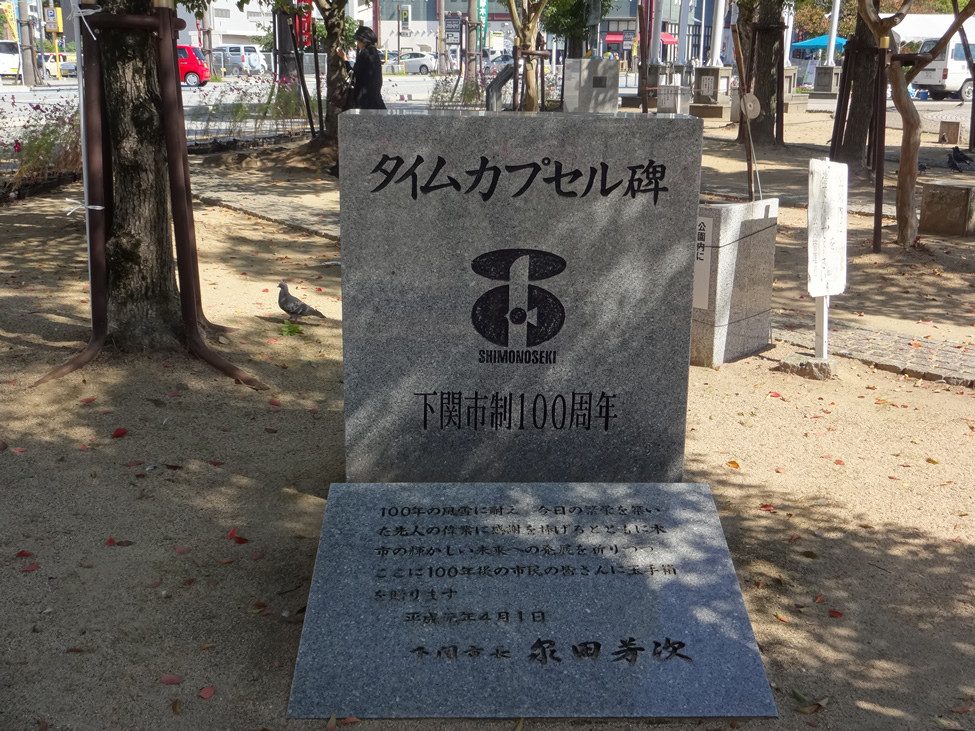 タイムカプセル碑
SHIMONOSEKI
下関市制100周年
100年の風雪に耐え、今日の繁栄を築い
た先人の偉業に感謝を捧げるとともに本
市の輝かしい未来への発展を祈りつつ
ここに100年後の市民の皆さんに玉手箱
を贈ります
平成元年4月1日
下関市長 泉田芳次
公園内に